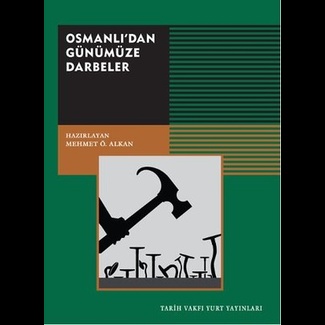 OSMANLI'DAN
GÜNÜMÜZE
DARBELER
HAZIRLAYAN
MEHMET Ö. ALKAN
TARİH VAKFI YURT YAYINLARI